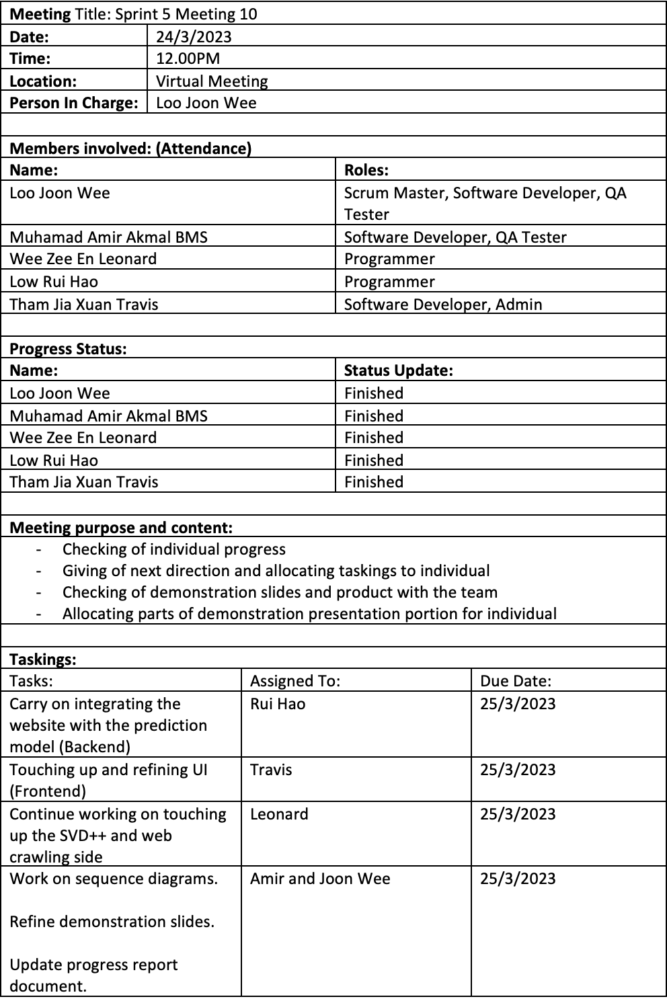 Meeting Title: Sprint 5 Meeting 10
Date: 24/3/2023
Time: 12.00PM
Location: Virtual Meeting
Person In Charge: Loo Joon Wee
Members involved: (Attendance)
Name: Roles:
Loo Joon Wee Scrum Master, Software Developer, QA
Tester
Muhamad Amir Akmal BMS Software Developer, QA Tester
Wee Zee En Leonard Programmer
Low Rui Hao Programmer
Tham Jia Xuan Travis Software Developer, Admin
Progress Status:
Name: Status Update:
Loo Joon Wee Finished
Muhamad Amir Akmal BMS Finished
Wee Zee En Leonard Finished
Low Rui Hao Finished
Tham Jia Xuan Travis Finished
Meeting purpose and content:
- Checking of individual progress
- Giving of next direction and allocating taskings to individual
- Checking of demonstration slides and product with the team
- Allocating parts of demonstration presentation portion for individual
Taskings:
Tasks: Assigned To: Due Date:
Carry on integrating the Rui Hao 25/3/2023
website with the prediction
model (Backend)
Touching up and refining UI Travis 25/3/2023
(Frontend)
Continue working on touching Leonard 25/3/2023
up the SVD++ and web
crawling side
Work on sequence diagrams. Amir and Joon Wee 25/3/2023
Refine demonstration slides.
Update progress report
document.